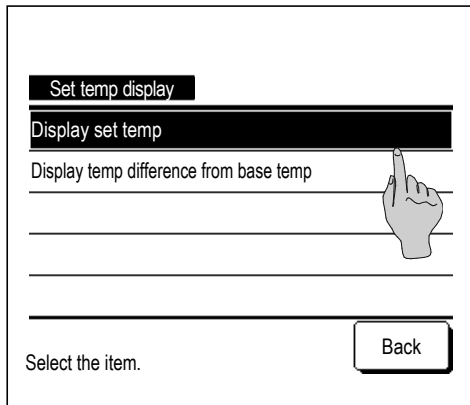 Set temp display
Display set temp
Display temp difference from base temp
Select the item.
Back